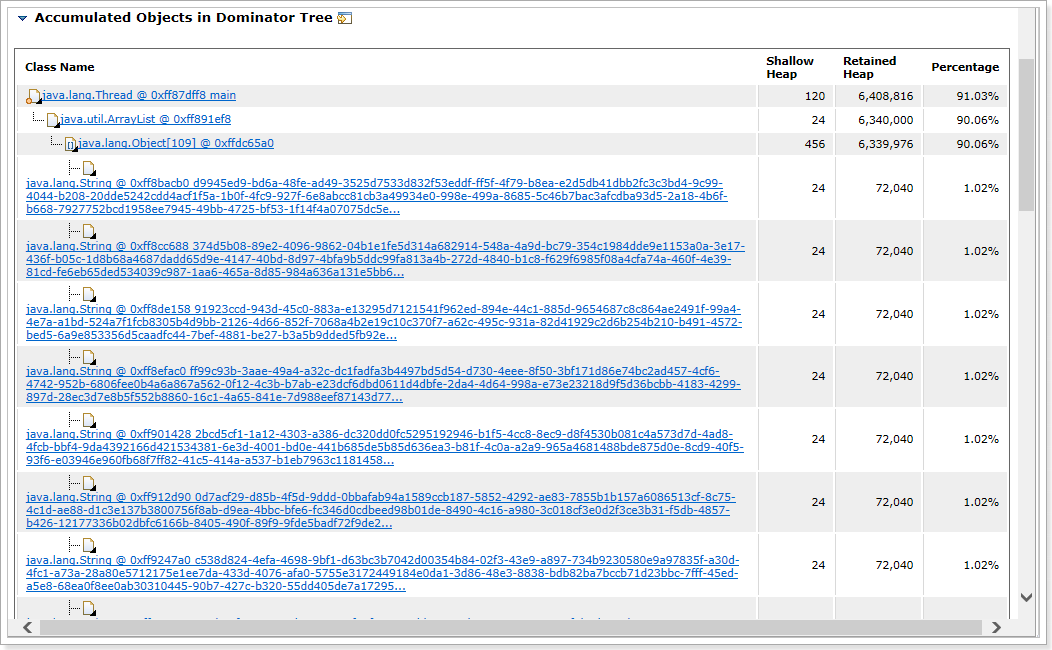 Accumulated Objects in Dominator Tree
Class Name Shallow Heap Retained Heap Percentage
java.lang.Thread @ 0xff87dff8 main 120 6,408,816 91.03%
java.util.ArrayList @ 0xff891ef8 24 6,340,000 90.06%
java.lang.Object[109] @ 0xffdc65a0 456 6,339,976 90.06%
java.lang.String @ 0xff8bacb0 d9945ed9-bd6a-48fe-ad49-3525d7533d832f53eddf-ff5f-4f79-b8ea-e2d5db41dbb2fc3c3bd4-9c99-
4044-b208-20dde5242cdd4acf1f5a-1b0f-4fc9-927f-6e8abcc81cb3a49934e0-998e-499a-8685-5c46b7bac3afcdba93d5-2a18-4b6f-
b668-7927752bcd1958ee7945-49bb-4725-bf53-1f14f4a07075dc5e... 24 72,040 1.02%
java.lang.String @ 0xff8cc688 374d5b08-89e2-4096-9862-04b1e1fe5d314a682914-548a-4a9d-bc79-354c1984dde9e1153a0a-3e17-
436f-b05c-1d8b68a4687dadd65d9e-4147-40bd-8d97-4bfa9b5ddc99fa813a4b-272d-4840-b1c8-f629f6985f08a4cfa74a-460f-4e39-
81cd-fe6eb65ded534039c987-1aa6-465a-8d85-984a636a131e5bb6... 24 72,040 1.02%
java.lang.String @ 0xff8de158 91923ccd-943d-45c0-883a-e13295d7121541f962ed-894e-44c1-885d-9654687c8c864ae2491f-99a4-
4e7a-a1bd-524a7f1fcb8305b4d9bb-2126-4d66-852f-7068a4b2e19c10c370f7-a62c-495c-931a-82d41929c2d6b254b210-b491-4572-
bed5-6a9e853356d5caadfc44-7bef-4881-be27-b3a5b9dded5fb92e... 24 72,040 1.02%
java.lang.String @ 0xff8efac0 ff99c93b-3aae-49a4-a32c-dc1fadfa3b4497bd5d54-d730-4eee-8f50-3bf171d86e74bc2ad457-4cf6-
4742-952b-6806fee0b4a6a867a562-0f12-4c3b-b7ab-e23dcf6dbd0611d4dbfe-2da4-4d64-998a-e73e23218d9f5d36bcbb-4183-4299-
897d-28ec3d7e8b5f552b8860-16c1-4a65-841e-7d988eef87143d77... 24 72,040 1.02%
java.lang.String @ 0xff901428 2bcd5cf1-1a12-4303-a386-dc320dd0fc5295192946-b1f5-4cc8-8ec9-d8f4530b081c4a573d7d-4ad8-
4fcb-bbf4-9da4392166d421534381-6e3d-4001-bd0e-441b685de5b85d636ea3-b81f-4c0a-a2a9-965a4681488bde875d0e-8cd9-40f5-
93f6-e03946e960fb68f7ff82-41c5-414a-a537-b1eb7963c1181458... 24 72,040 1.02%
java.lang.String @ 0xff912d90 0d7acf29-d85b-4f5d-9ddd-0bbafab94a1589ccb187-5852-4292-ae83-7855b1b157a6086513cf-8c75-
4c1d-ae88-d1c3e137b3800756f8ab-d9ea-4bbc-bfe6-fc346d0cdbeed98b01de-8490-4c16-a980-3c018cf3e0d2f3ce3b31-f5db-4857-
b426-12177336b02dbfc6166b-8405-490f-89f9-9fde5badf72f9de2... 24 72,040 1.02%
java.lang.String @ 0xff9247a0 c538d824-4efa-4698-9bf1-d63bc3b7042d00354b84-02f3-43e9-a897-734b9230580e9a97835f-a30d-
4fc1-a73a-28a80e5712175e1ee7da-433d-4076-afa0-5755e3172449184e0da1-3d86-48e3-8838-bdb82ba7bccb71d23bbc-7fff-45ed-
a5e8-68ea0f8ee0ab30310445-90b7-427c-b320-55dd405de7a17295... 24 72,040 1.02%